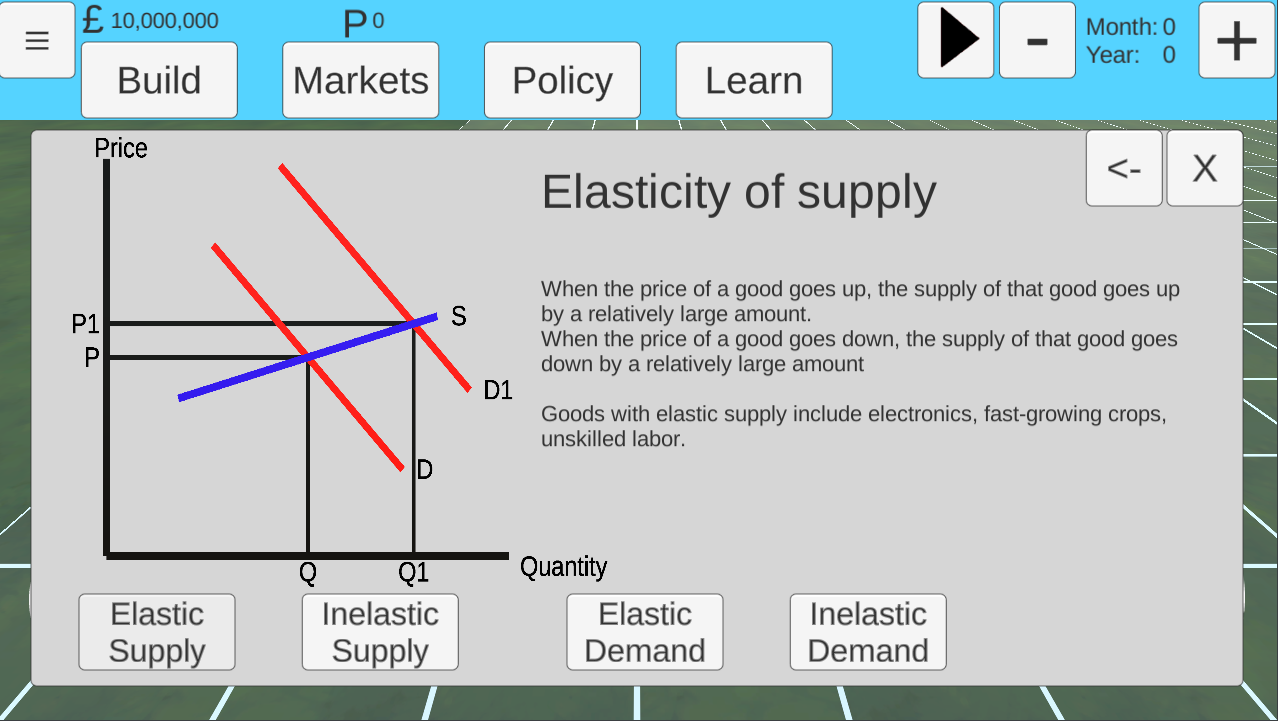 ☰
£ 10,000,000
P 0
Build
Markets
Policy
Learn
-
Month: 0
Year: 0
+
<-
X
Elasticity of supply
When the price of a good goes up, the supply of that good goes up
by a relatively large amount.
When the price of a good goes down, the supply of that good goes
down by a relatively large amount
Goods with elastic supply include electronics, fast-growing crops,
unskilled labor.
Price
P1
P
S
D1
D
Q
Q1
Quantity
Elastic
Supply
Inelastic
Supply
Elastic
Demand
Inelastic
Demand